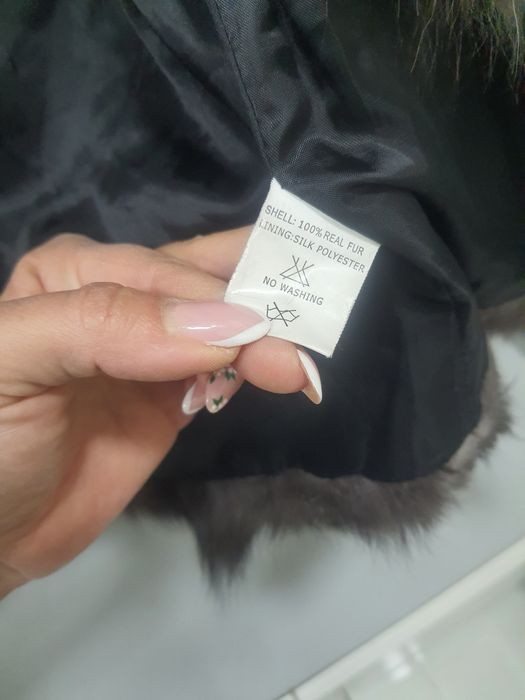 SHELL: 100% REAL FUR
LINING:SILK POLYESTER
NO WASHING